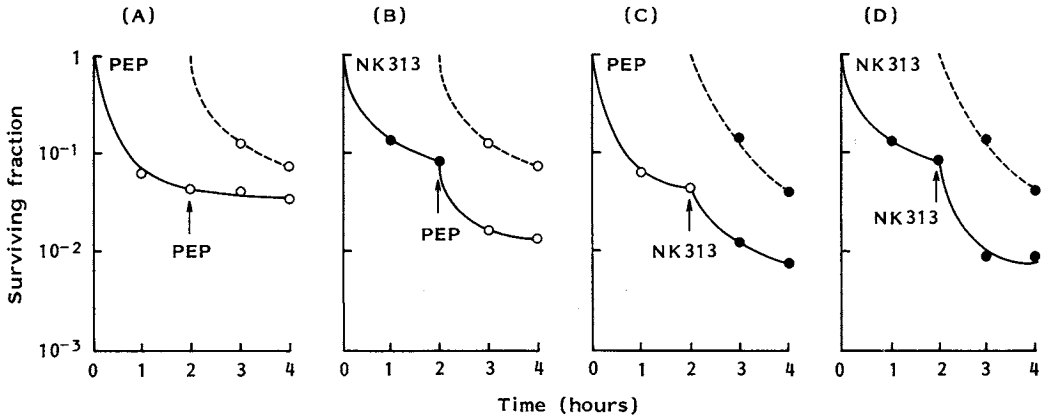 (A)
(B)
(C)
(D)
Surviving fraction
1
10⁻¹
10⁻²
10⁻³
PEP
PEP
0 1 2 3 4
NK313
PEP
0 1 2 3 4
PEP
NK313
0 1 2 3 4
NK313
NK313
0 1 2 3 4
Time (hours)